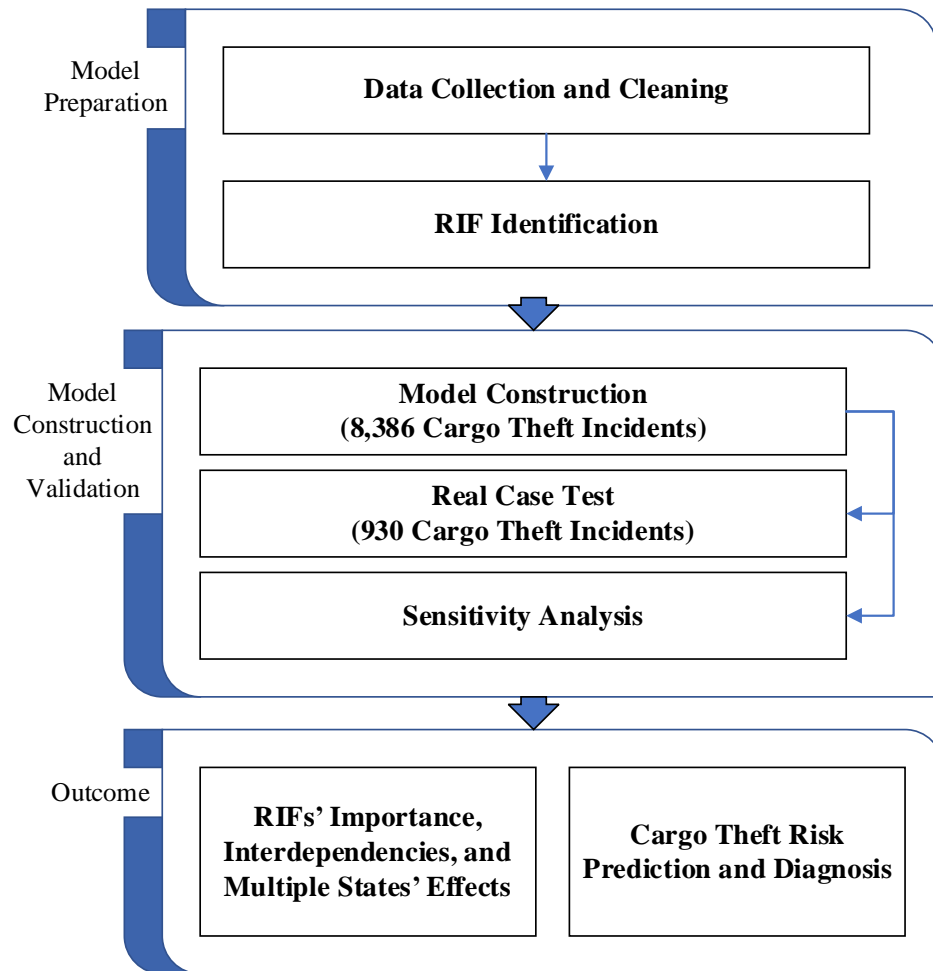 Model
Preparation
Data Collection and Cleaning
RIF Identification
Model
Construction
and
Validation
Model Construction
(8,386 Cargo Theft Incidents)
Real Case Test
(930 Cargo Theft Incidents)
Sensitivity Analysis
Outcome
RIFs’ Importance,
Interdependencies, and
Multiple States’ Effects
Cargo Theft Risk
Prediction and Diagnosis